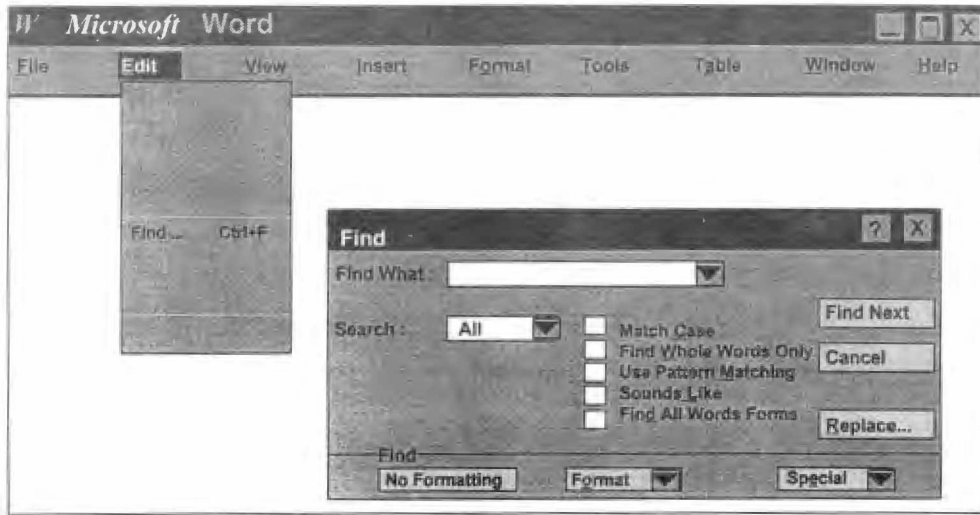 W Microsoft Word
File Edit View Insert Format Tools Table Window Help
Find... Ctrl+F
Find ? X
Find What :
Search : All
Match Case
Find Whole Words Only
Use Pattern Matching
Sounds Like
Find All Words Forms
Find Next
Cancel
Replace...
Find
No Formatting Format Special